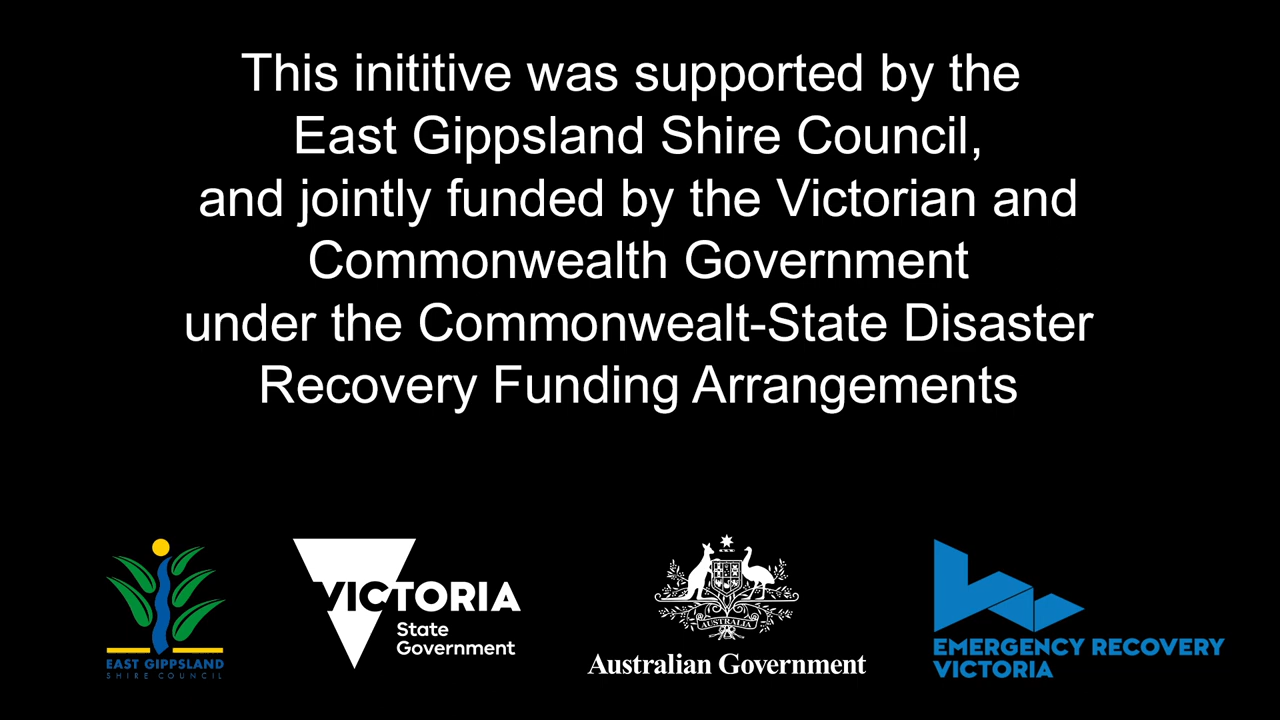 This inititive was supported by the
East Gippsland Shire Council,
and jointly funded by the Victorian and
Commonwealth Government
under the Commonwealt-State Disaster
Recovery Funding Arrangements
EAST GIPPSLAND
SHIRE COUNCIL
VICTORIA
State
Government
AUSTRALIA
Australian Government
EMERGENCY RECOVERY
VICTORIA